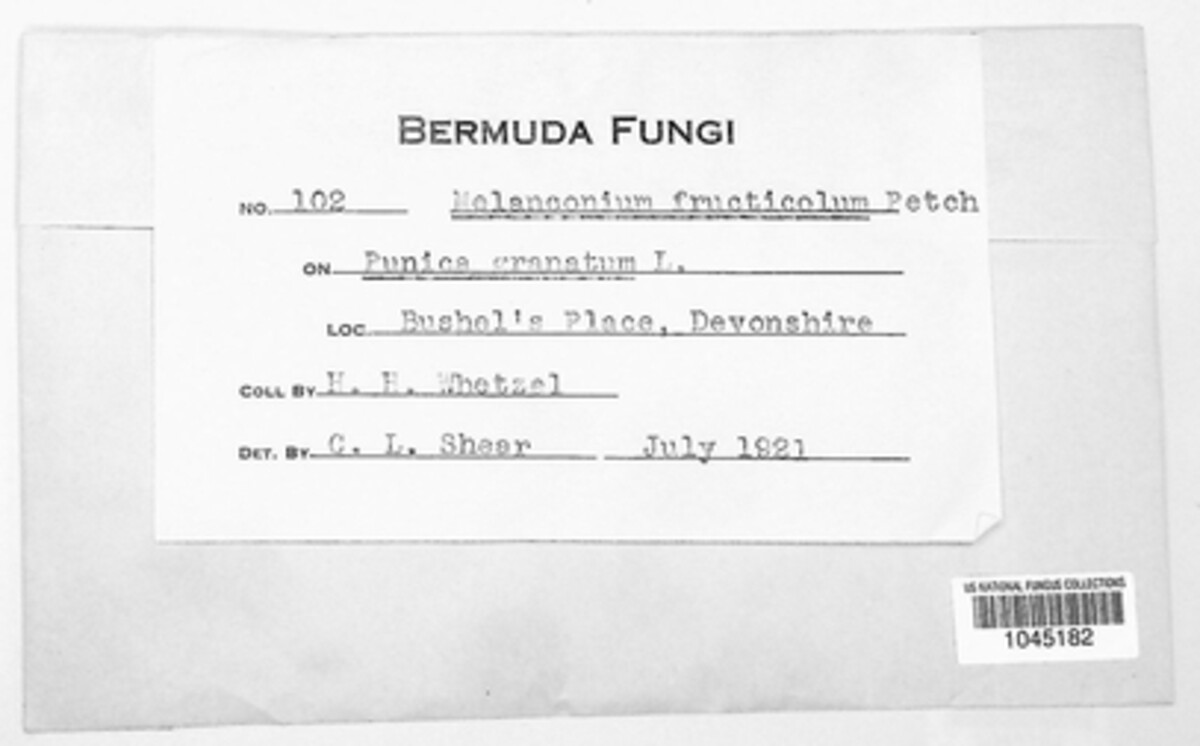 BERMUDA FUNGI
NO. 102 Melanconium fructicolum Petch
ON Punica granatum L.
LOC Bushel's Place, Devonshire
COLL BY H. H. Whetzel
DET. BY C. L. Shear July 1921
US NATIONAL FUNGUS COLLECTIONS
1045182